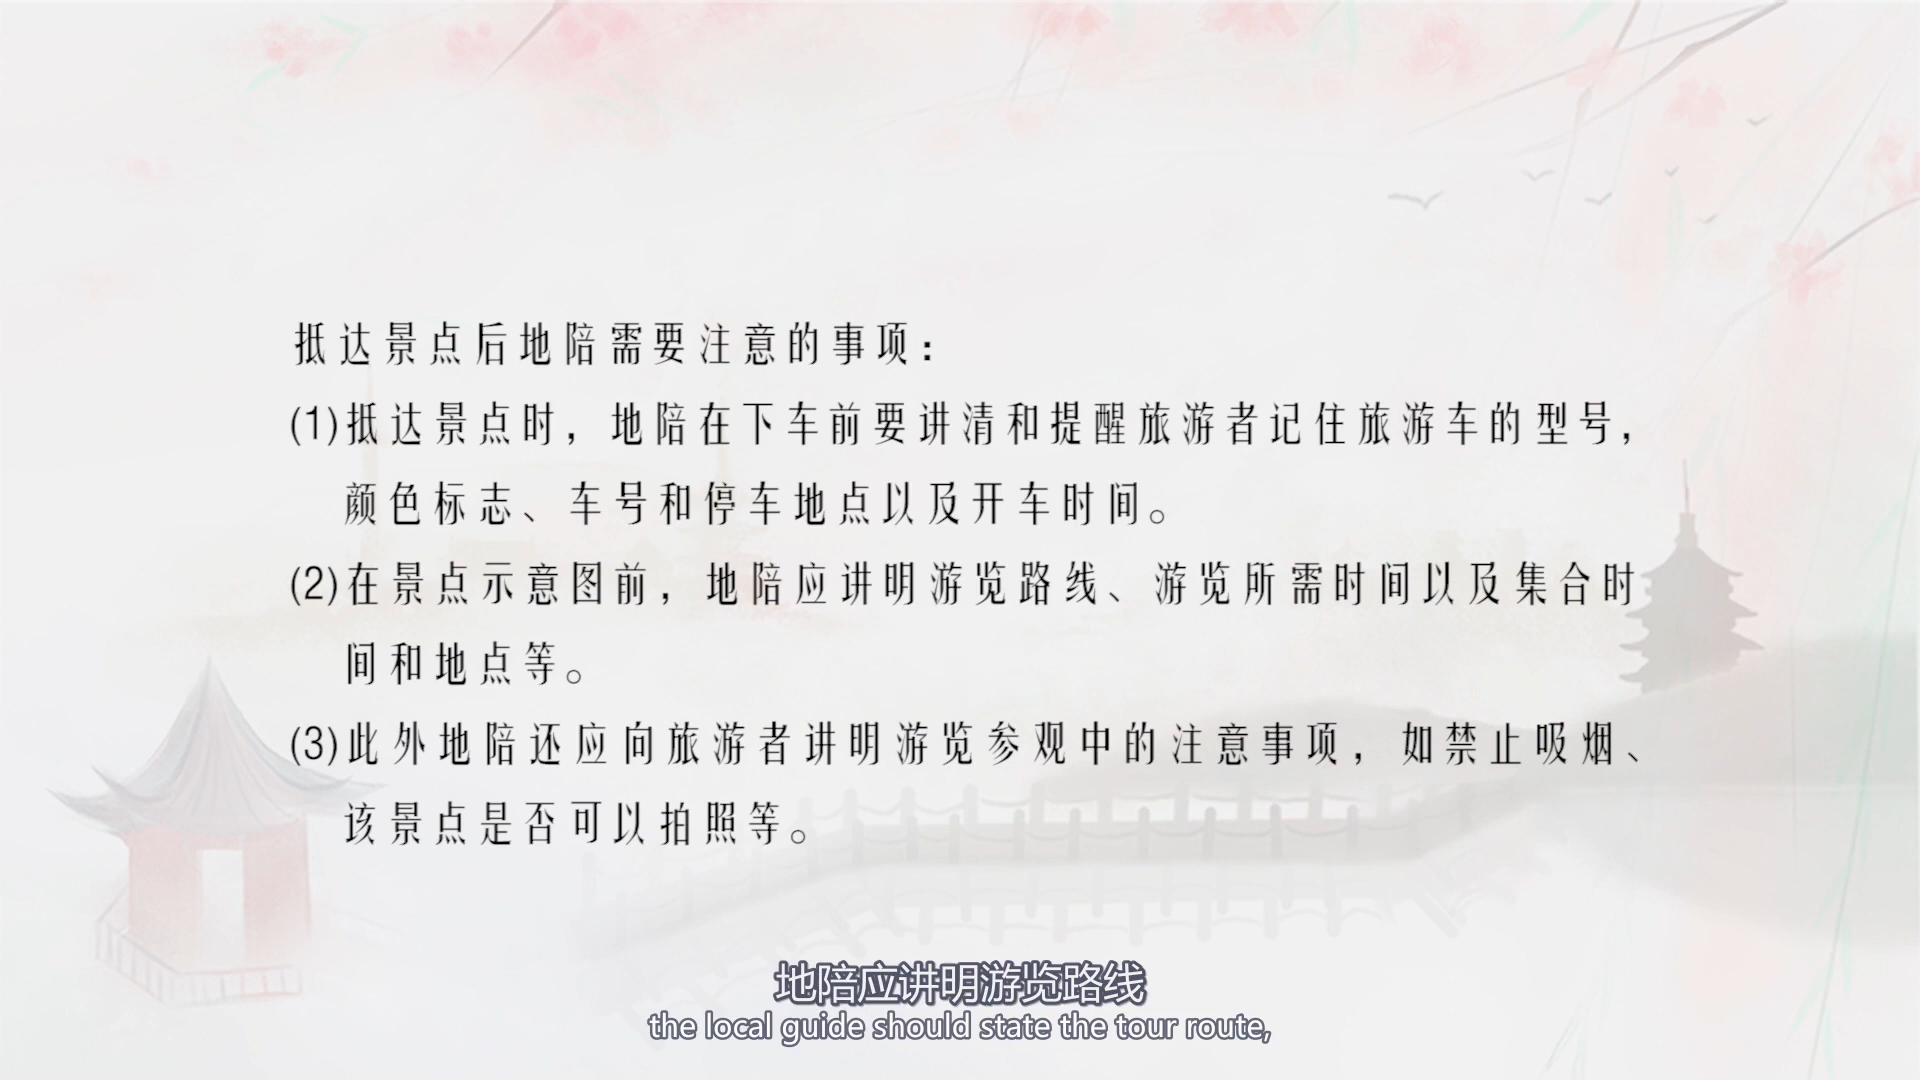 抵达景点后地陪需要注意的事项：
(1)抵达景点时，地陪在下车前要讲清和提醒旅游者记住旅游车的型号，
颜色标志、车号和停车地点以及开车时间。
(2)在景点示意图前，地陪应讲明游览路线、游览所需时间以及集合时
间和地点等。
(3)此外地陪还应向旅游者讲明游览参观中的注意事项，如禁止吸烟、
该景点是否可以拍照等。
地陪应讲明游览路线
the local guide should state the tour route,